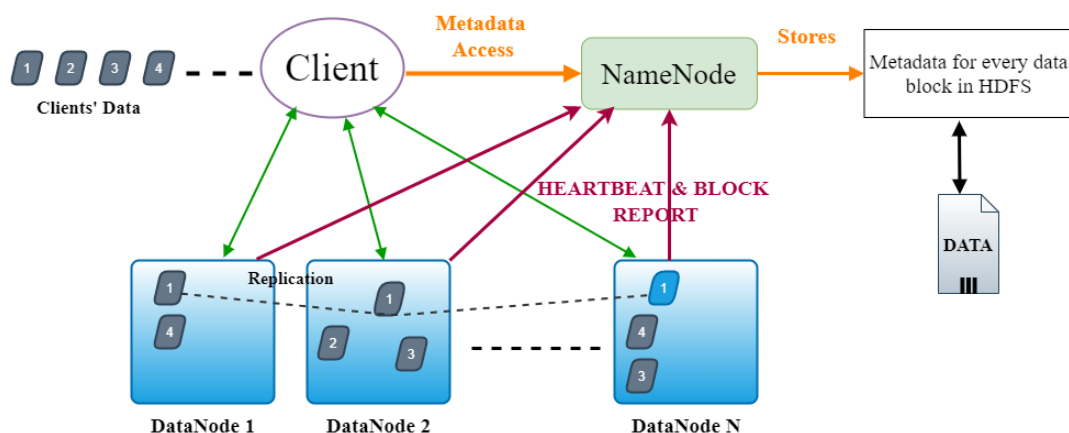 Metadata
Access
Stores
1 2 3 4
Client
NameNode
Metadata for every data
block in HDFS
Clients' Data
HEARTBEAT & BLOCK
REPORT
DATA
Replication
1
4
1
2
3
1
4
3
DataNode 1
DataNode 2
DataNode N